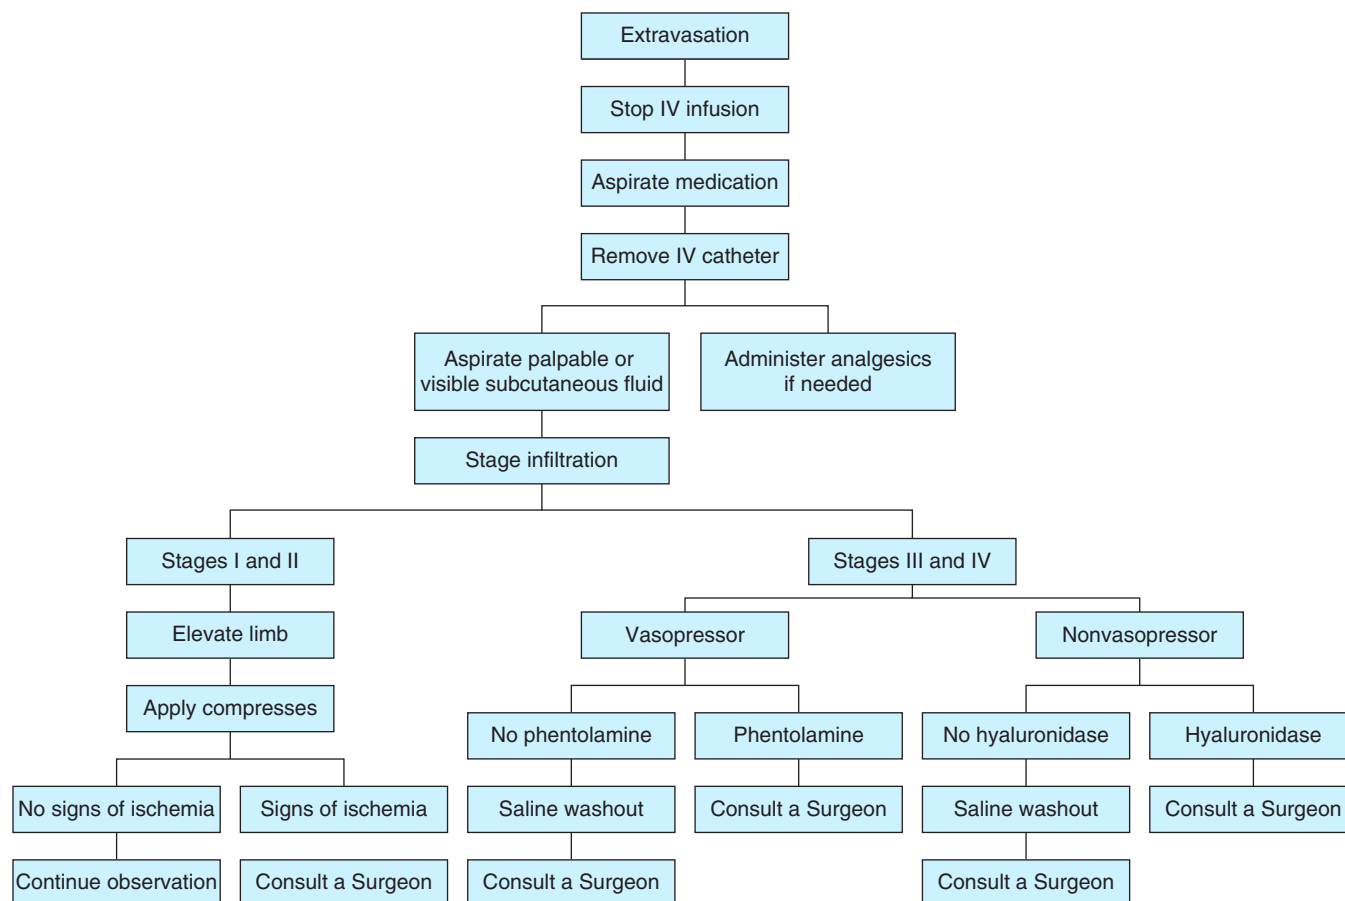 Extravasation
Stop IV infusion
Aspirate medication
Remove IV catheter
Aspirate palpable or
visible subcutaneous fluid
Administer analgesics
if needed
Stage infiltration
Stages I and II
Stages III and IV
Elevate limb
Vasopressor
Nonvasopressor
Apply compresses
No phentolamine
Phentolamine
No hyaluronidase
Hyaluronidase
No signs of ischemia
Signs of ischemia
Saline washout
Consult a Surgeon
Saline washout
Consult a Surgeon
Continue observation
Consult a Surgeon
Consult a Surgeon
Consult a Surgeon